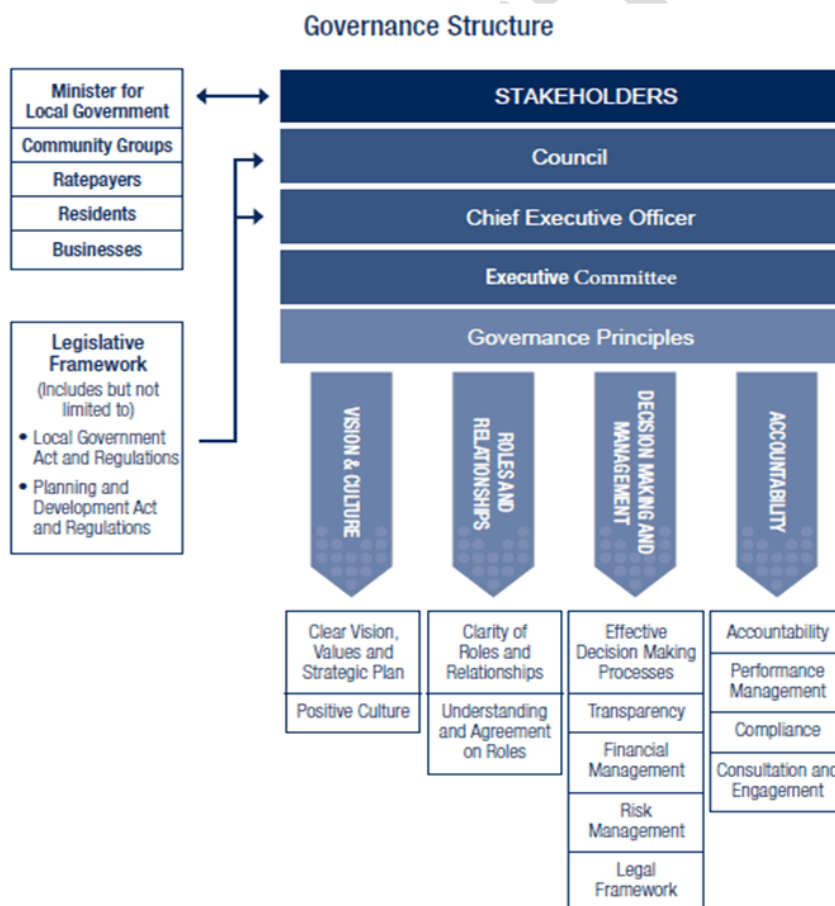 Governance Structure
Minister for
Local Government
Community Groups
Ratepayers
Residents
Businesses
STAKEHOLDERS
Council
Chief Executive Officer
Executive Committee
Governance Principles
Legislative
Framework
(Includes but not
limited to)
• Local Government
Act and Regulations
• Planning and
Development Act
and Regulations
VISION & CULTURE
ROLES AND
RELATIONSHIPS
DECISION MAKING AND
MANAGEMENT
ACCOUNTABILITY
Clear Vision,
Values and
Strategic Plan
Positive Culture
Clarity of
Roles and
Relationships
Understanding
and Agreement
on Roles
Effective
Decision Making
Processes
Transparency
Financial
Management
Risk
Management
Legal
Framework
Accountability
Performance
Management
Compliance
Consultation and
Engagement